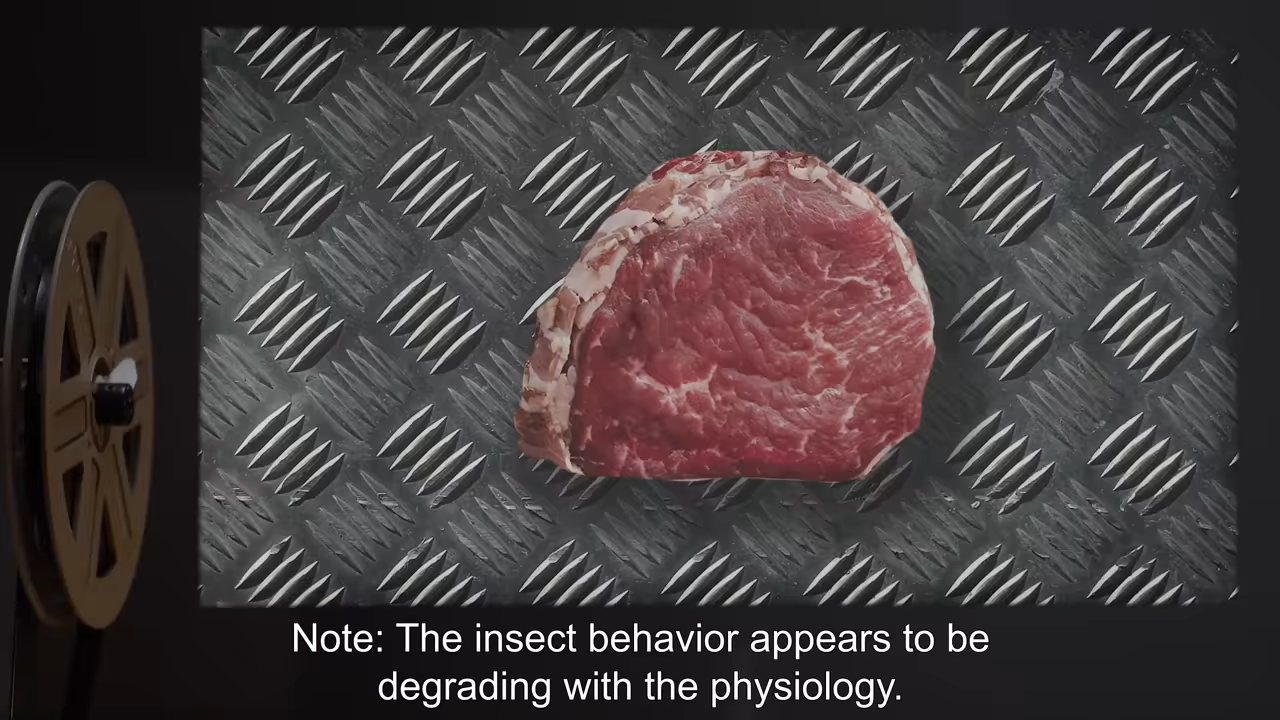 Note: The insect behavior appears to be
degrading with the physiology.